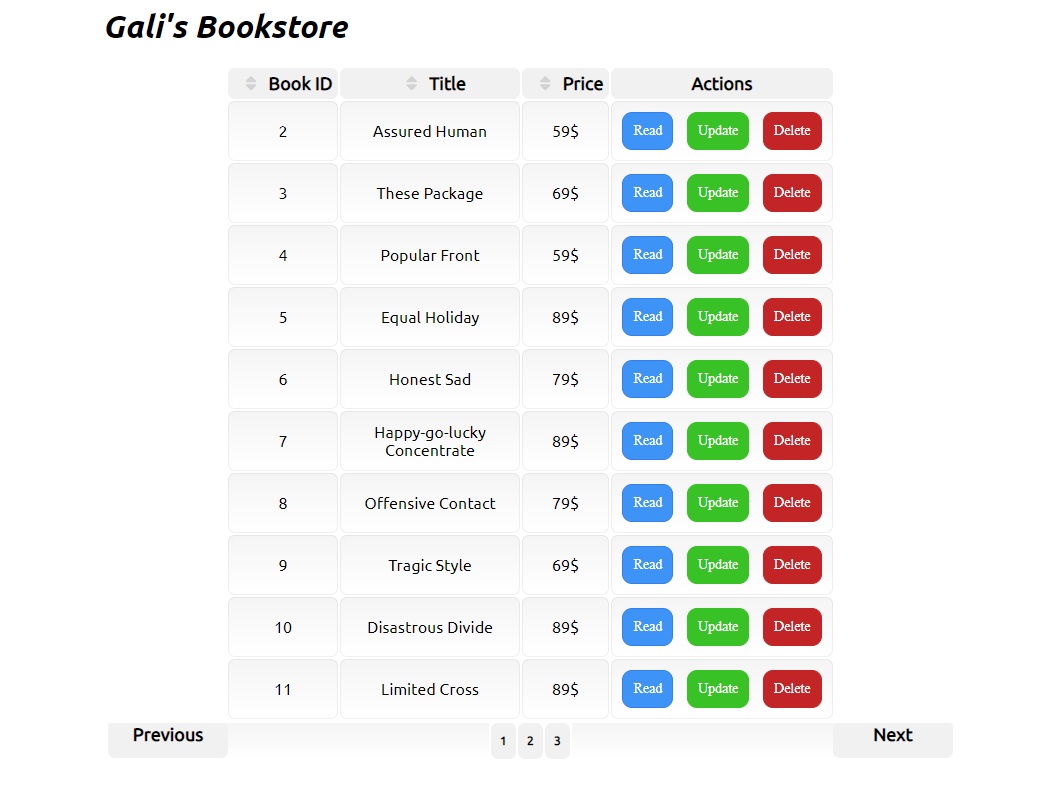 Gali's Bookstore
Book ID Title Price Actions
2 Assured Human 59$ Read Update Delete
3 These Package 69$ Read Update Delete
4 Popular Front 59$ Read Update Delete
5 Equal Holiday 89$ Read Update Delete
6 Honest Sad 79$ Read Update Delete
7 Happy-go-lucky
Concentrate 89$ Read Update Delete
8 Offensive Contact 79$ Read Update Delete
9 Tragic Style 69$ Read Update Delete
10 Disastrous Divide 89$ Read Update Delete
11 Limited Cross 89$ Read Update Delete
Previous 1 2 3 Next